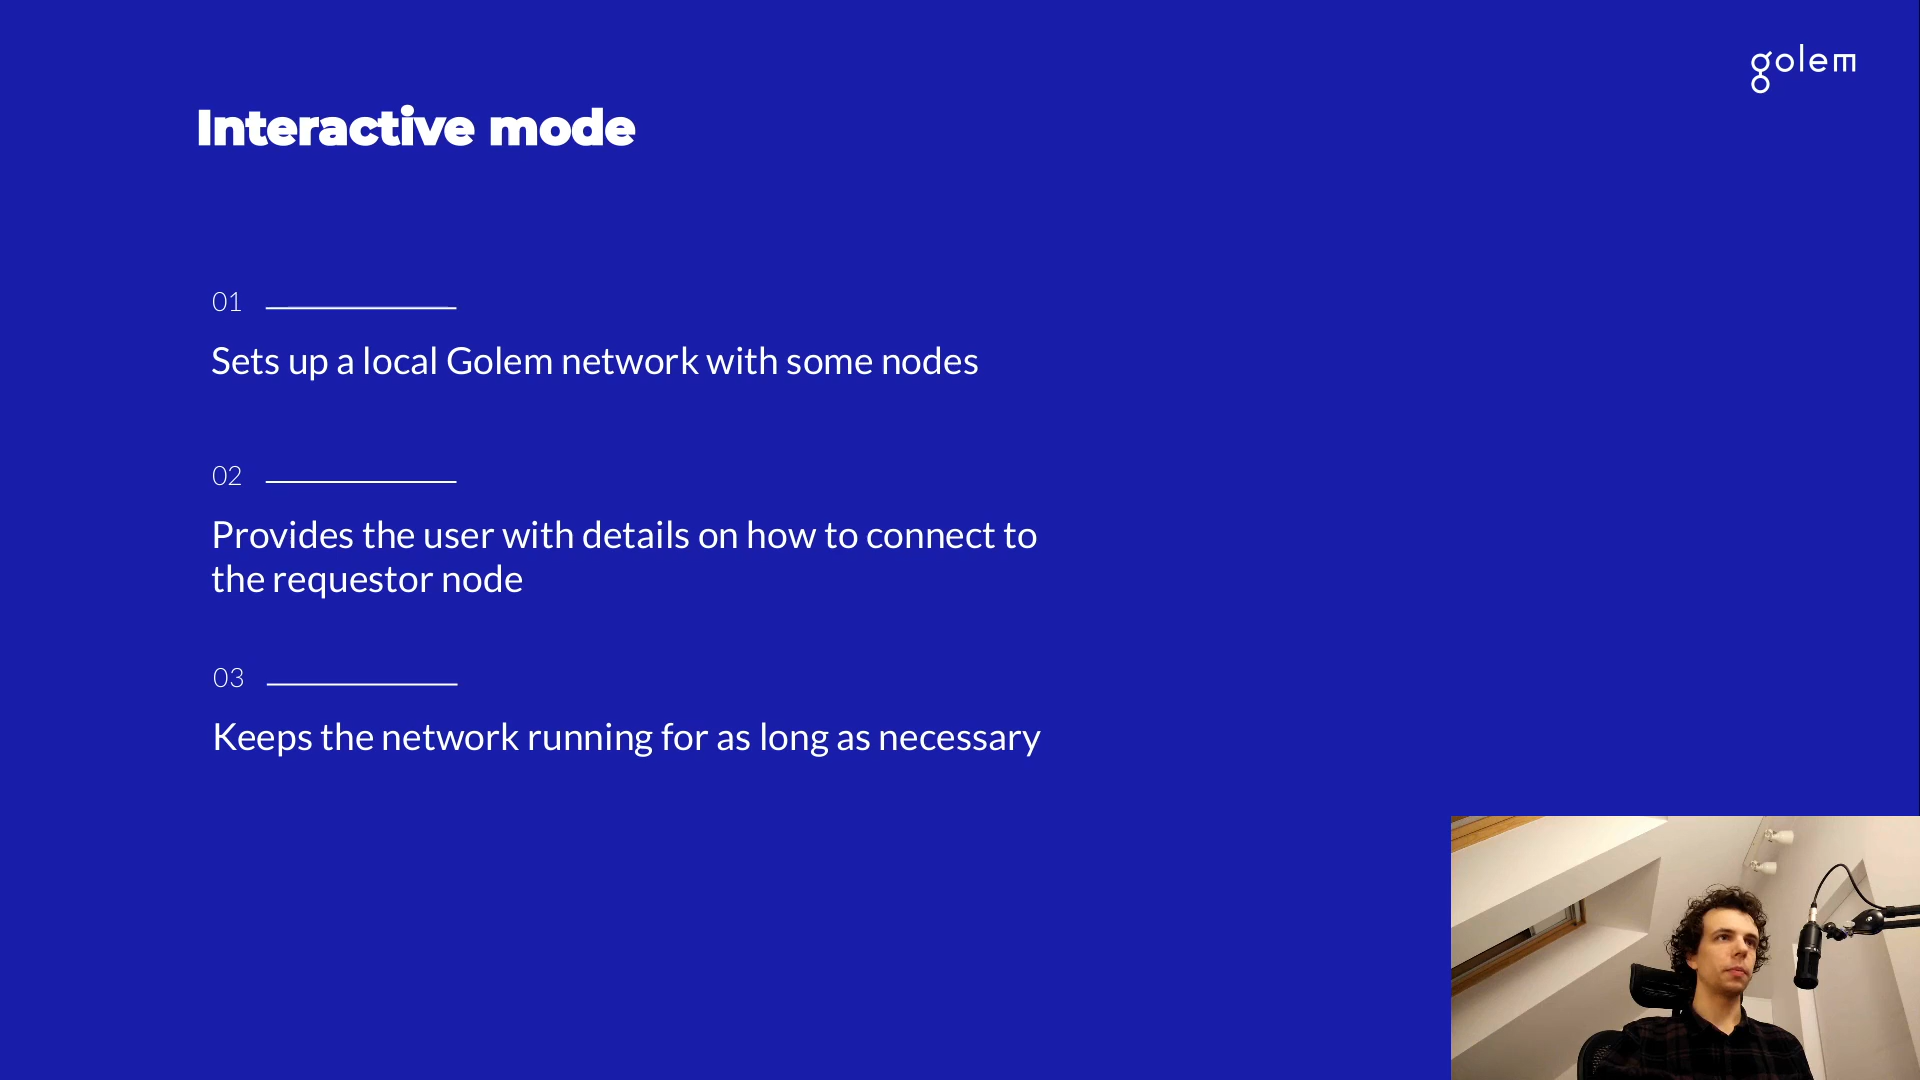 golem
Interactive mode
01
Sets up a local Golem network with some nodes
02
Provides the user with details on how to connect to
the requestor node
03
Keeps the network running for as long as necessary